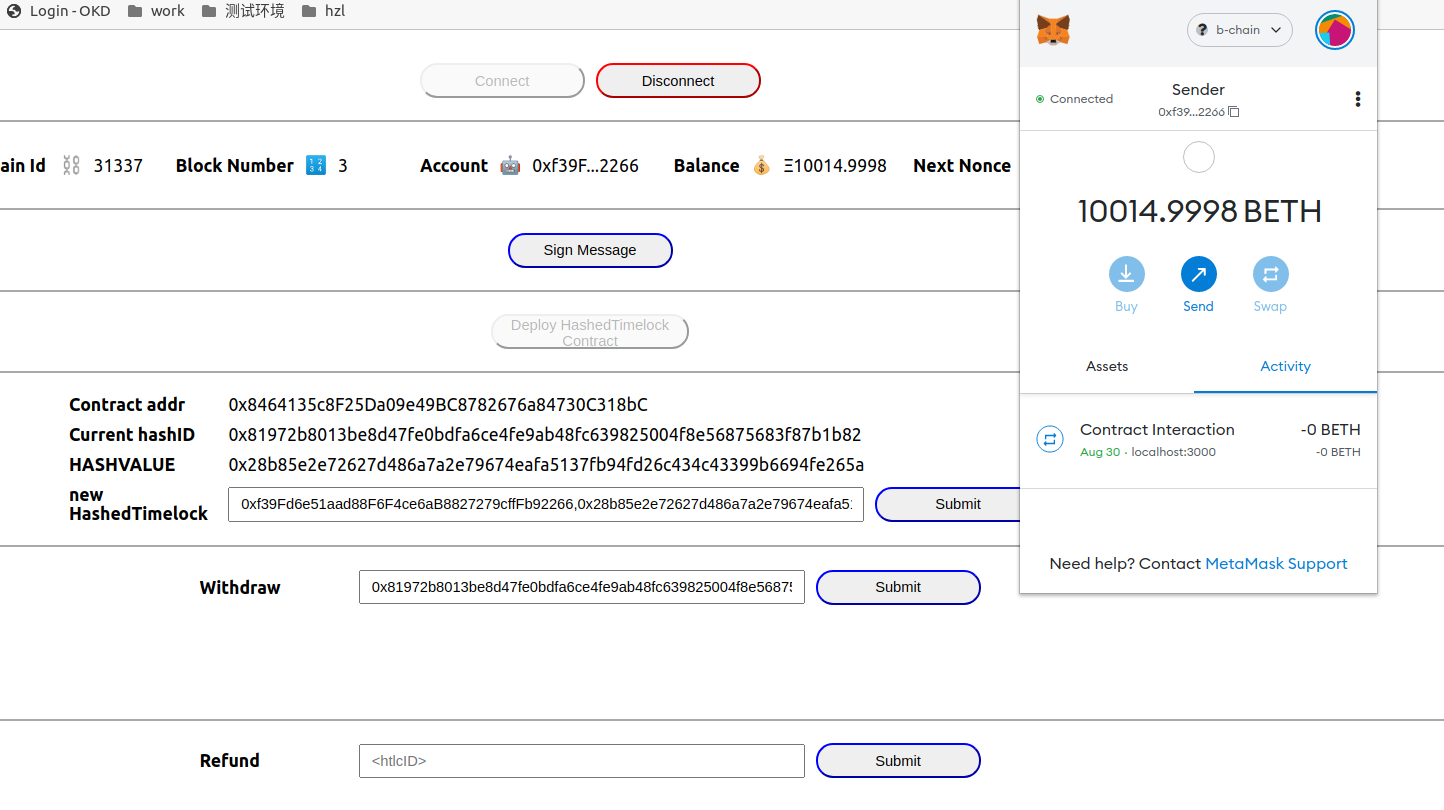 Login - OKD work 测试环境 hzl
b-chain
Connect Disconnect
Connected Sender
0xf39...2266
ain Id 31337 Block Number 3 Account 0xf39F...2266 Balance Ξ10014.9998 Next Nonce
10014.9998 BETH
Sign Message
Buy Send Swap
Deploy HashedTimelock
Contract
Assets Activity
Contract addr 0x8464135c8F25Da09e49BC8782676a84730C318bC
Current hashID 0x81972b8013be8d47fe0bdfa6ce4fe9ab48fc639825004f8e56875683f87b1b82
Contract Interaction -0 BETH
Aug 30 · localhost:3000 -0 BETH
HASHVALUE 0x28b85e2e72627d486a7a2e79674eafa5137fb94fd26c434c43399b6694fe265a
new
HashedTimelock 0xf39Fd6e51aad88F6F4ce6aB8827279cffFb92266,0x28b85e2e72627d486a7a2e79674eafa51 Submit
Need help? Contact MetaMask Support
Withdraw 0x81972b8013be8d47fe0bdfa6ce4fe9ab48fc639825004f8e56875 Submit
Refund <htlcID> Submit